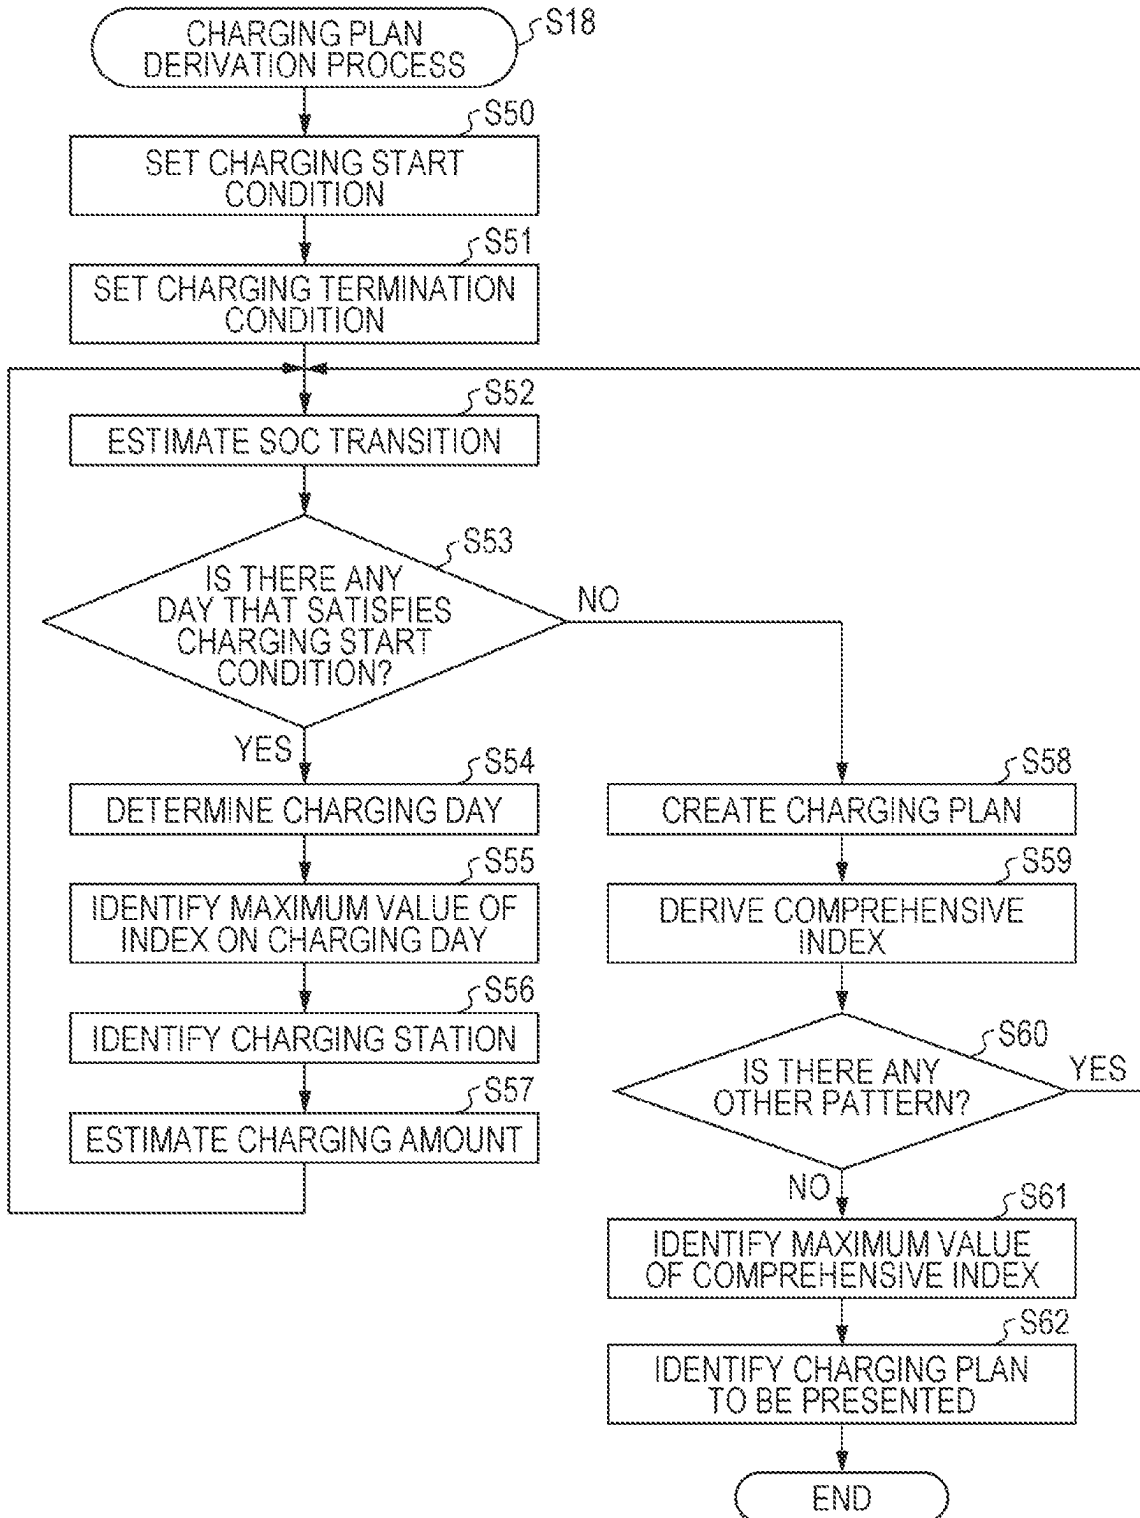 CHARGING PLAN
DERIVATION PROCESS
S18
S50
SET CHARGING START
CONDITION
S51
SET CHARGING TERMINATION
CONDITION
S52
ESTIMATE SOC TRANSITION
S53
IS THERE ANY
DAY THAT SATISFIES
CHARGING START
CONDITION?
NO
YES
S54
DETERMINE CHARGING DAY
S55
IDENTIFY MAXIMUM VALUE OF
INDEX ON CHARGING DAY
S56
IDENTIFY CHARGING STATION
S57
ESTIMATE CHARGING AMOUNT
S58
CREATE CHARGING PLAN
S59
DERIVE COMPREHENSIVE
INDEX
S60
IS THERE ANY
OTHER PATTERN?
YES
NO
S61
IDENTIFY MAXIMUM VALUE
OF COMPREHENSIVE INDEX
S62
IDENTIFY CHARGING PLAN
TO BE PRESENTED
END